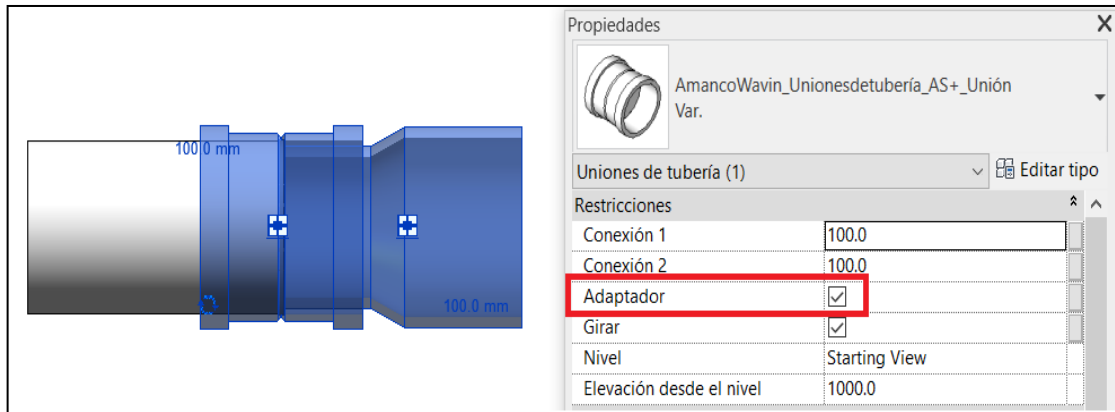 100.0 mm
100.0 mm
Propiedades X
AmancoWavin_Unionesdetubería_AS+_Unión
Var.
Uniones de tubería (1) Editar tipo
Restricciones
Conexión 1 100.0
Conexión 2 100.0
Adaptador
Girar
Nivel Starting View
Elevación desde el nivel 1000.0